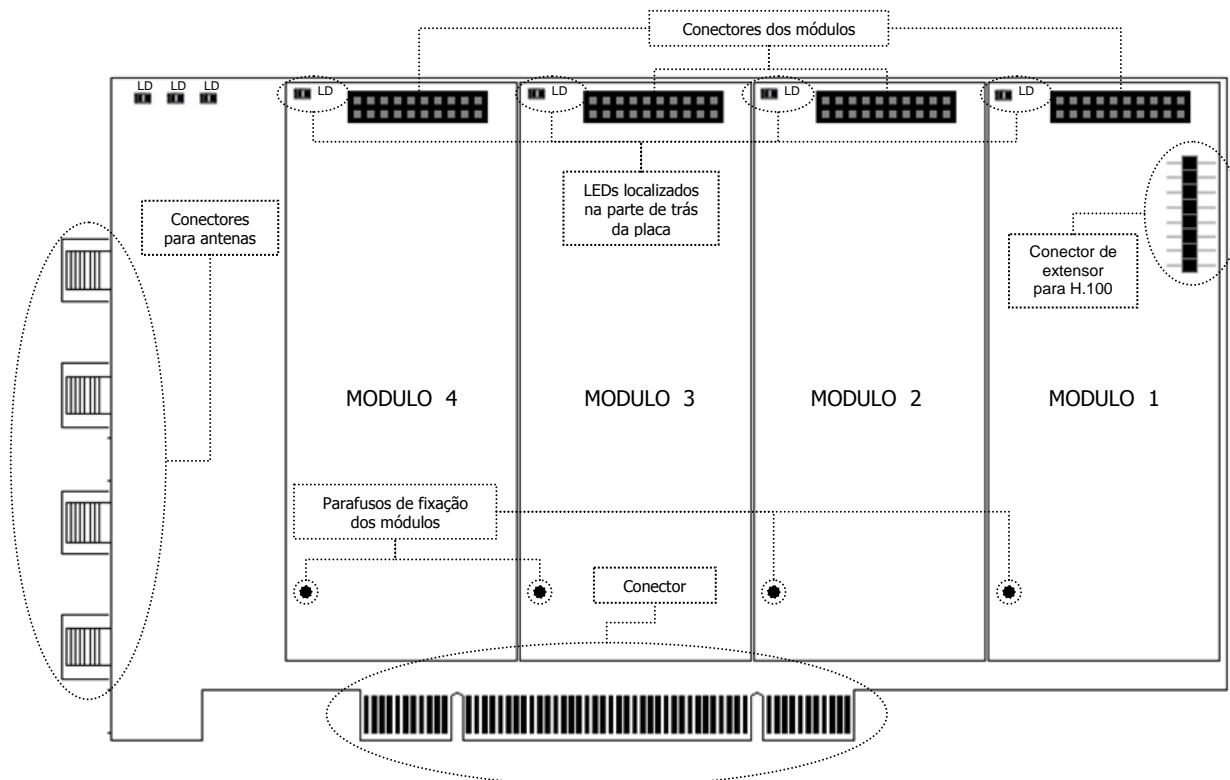 Conectores dos módulos
LD LD LD
LD
LD
LD
LD
LEDs localizados
na parte de trás
da placa
Conectores
para antenas
Conector de
extensor
para H.100
MODULO 4
MODULO 3
MODULO 2
MODULO 1
Parafusos de fixação
dos módulos
Conector